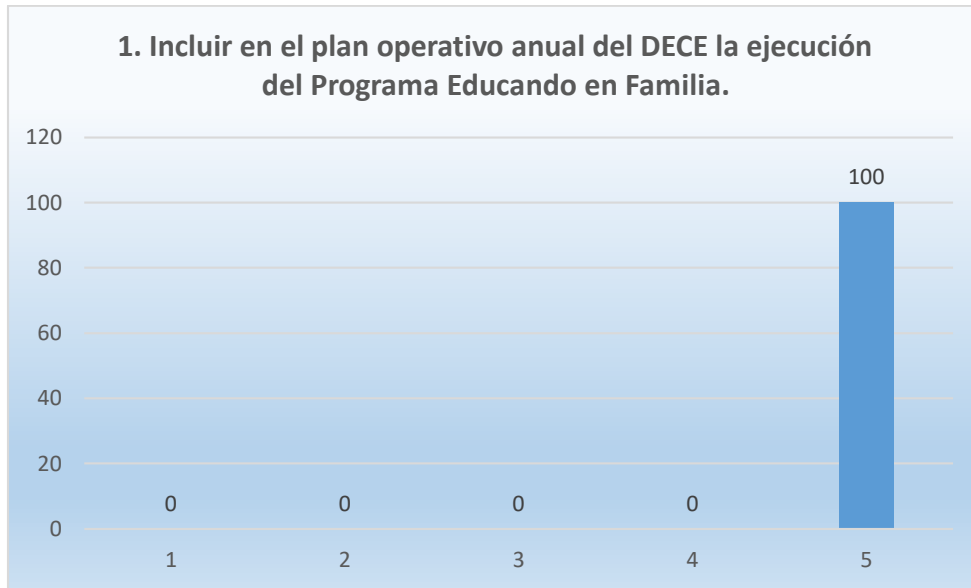 1. Incluir en el plan operativo anual del DECE la ejecución
del Programa Educando en Familia.
120
100
100
80
60
40
20
0 0 0 0
0
1 2 3 4 5